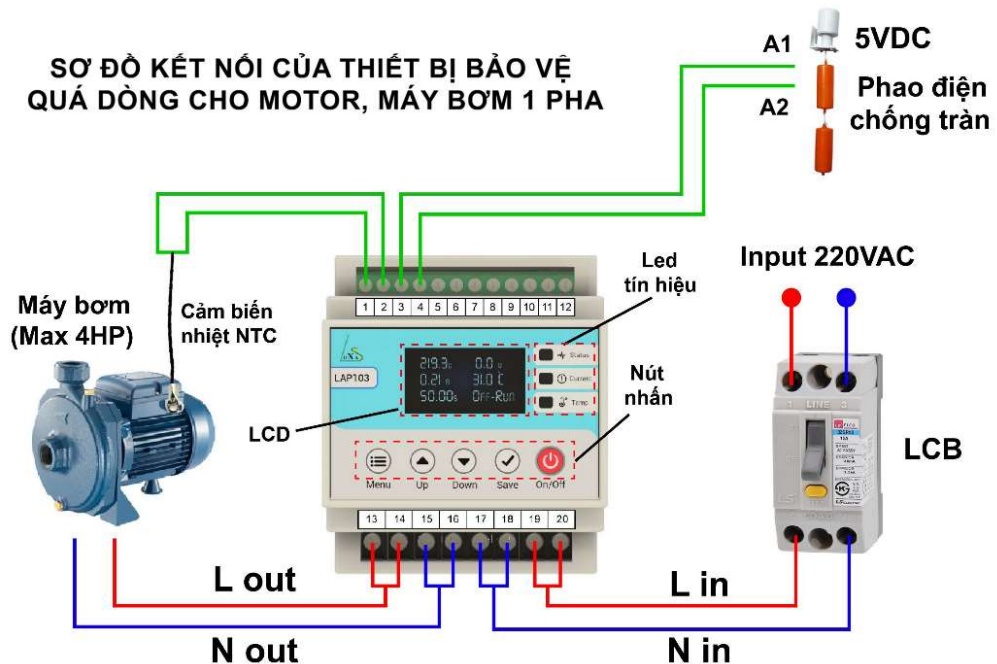 SƠ ĐỒ KẾT NỐI CỦA THIẾT BỊ BẢO VỆ
QUÁ DÒNG CHO MOTOR, MÁY BƠM 1 PHA
A1
5VDC
A2
Phao điện
chống tràn
Input 220VAC
Led
tín hiệu
Máy bơm
(Max 4HP)
Cảm biến
nhiệt NTC
1 2 3 4 5 6 7 8 9 10 11 12
LAP103
219.3
0.0
0.21
31.0
50.00
OFF-Run
Status
Current
Temp
Nút
nhấn
LCD
Menu
Up
Down
Save
On/Off
1 LINE 3
LCB
13 14 15 16 17 18 19 20
L out
L in
N out
N in